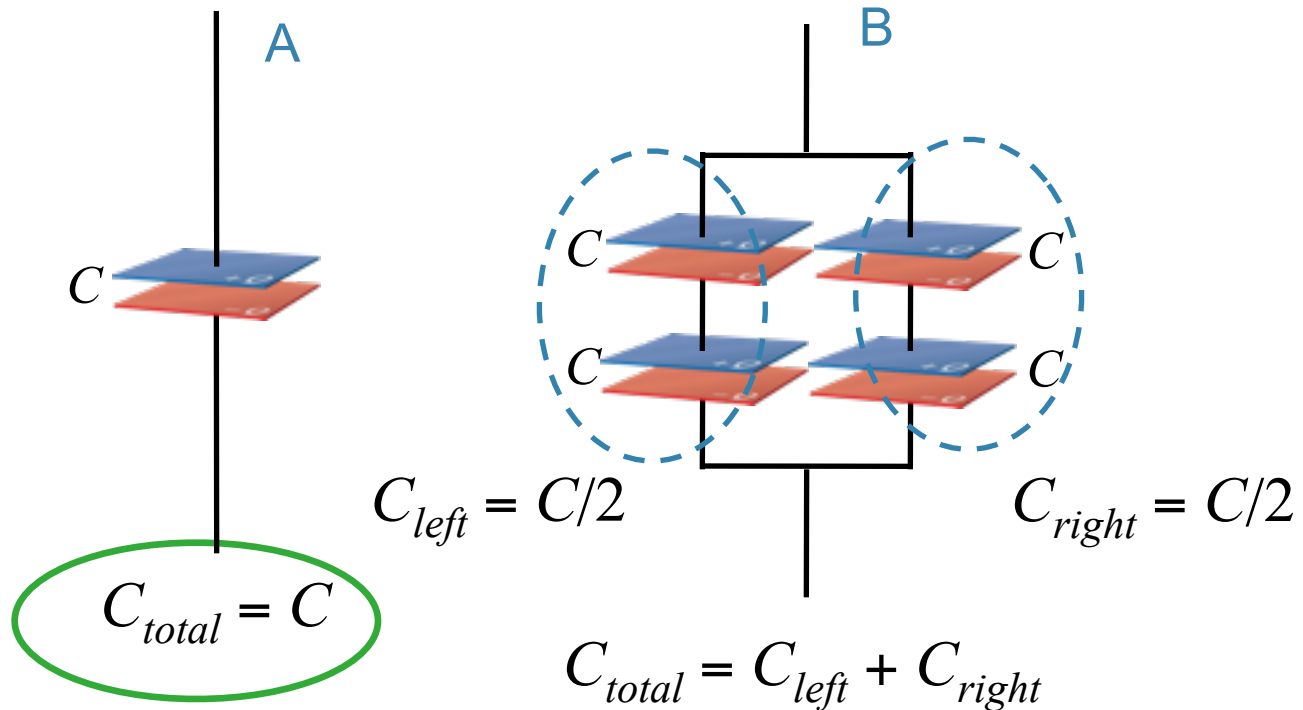 A
B
C
C
C
C
C
+Q
-Q
+Q
-Q
+Q
-Q
+Q
-Q
+Q
-Q
C_left = C/2
C_right = C/2
C_total = C
C_total = C_left + C_right